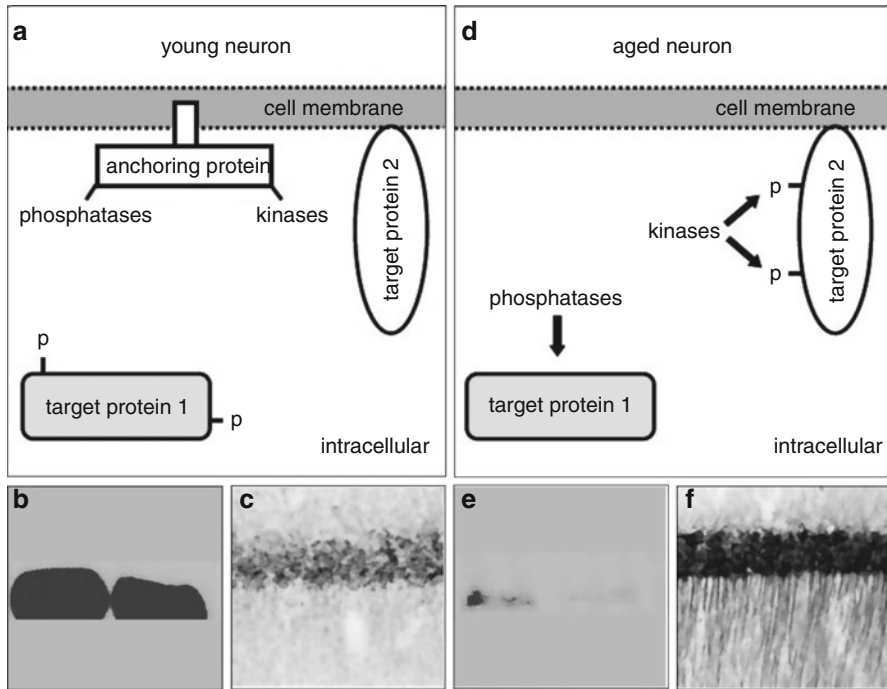 a
young neuron
cell membrane
anchoring protein
phosphatases
kinases
target protein 2
p
target protein 1
p
intracellular
d
aged neuron
cell membrane
p
target protein 2
kinases
p
phosphatases
target protein 1
intracellular
b
c
e
f